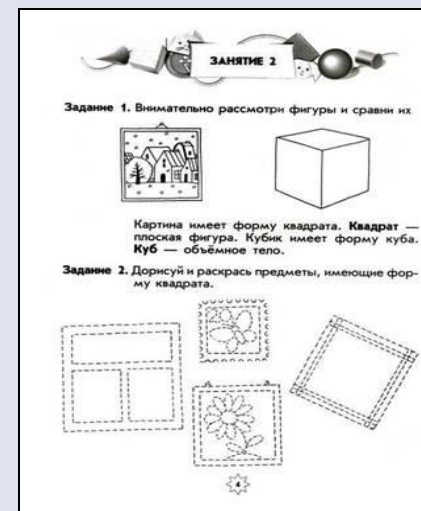 ЗАНЯТИЕ 2
Задание 1. Внимательно рассмотри фигуры и сравни их
Картина имеет форму квадрата. Квадрат —
плоская фигура. Кубик имеет форму куба.
Куб — объёмное тело.
Задание 2. Дорисуй и раскрась предметы, имеющие фор-
му квадрата.
4